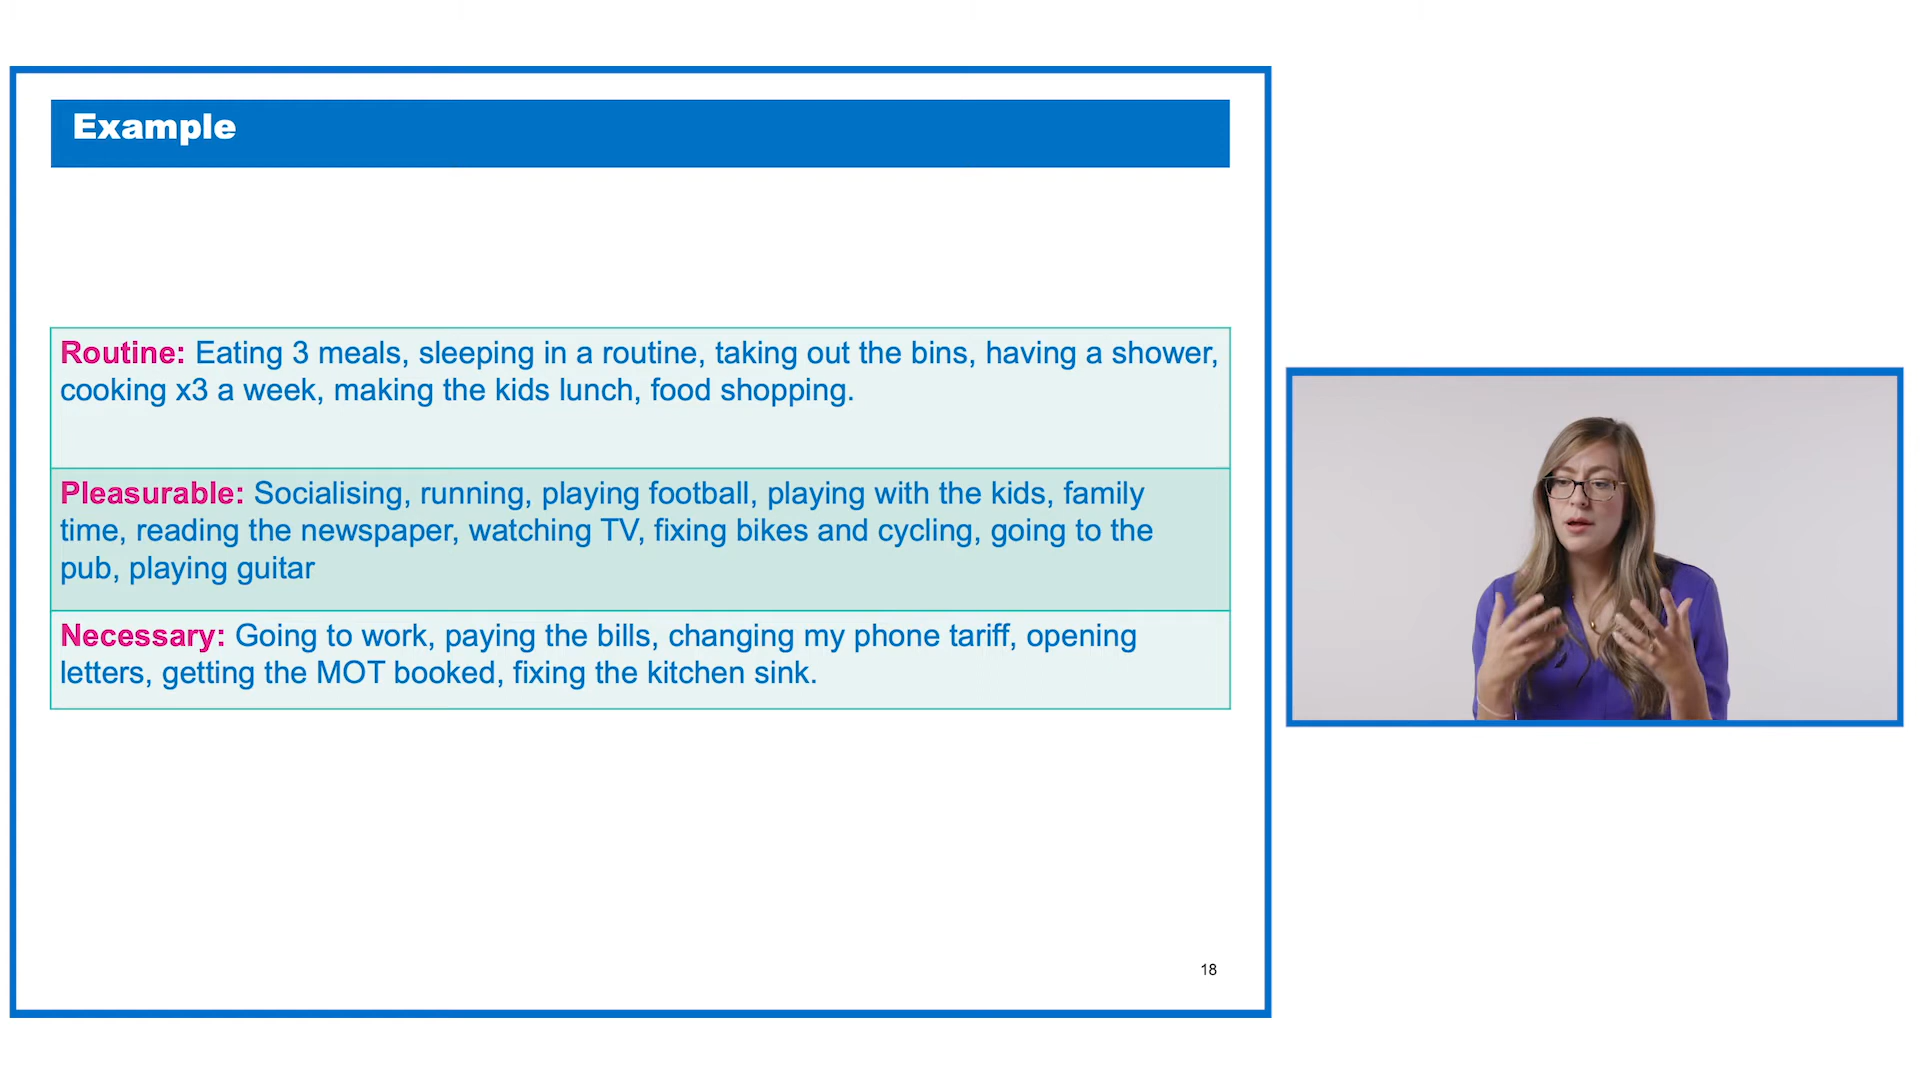 Example
Routine: Eating 3 meals, sleeping in a routine, taking out the bins, having a shower,
cooking x3 a week, making the kids lunch, food shopping.
Pleasurable: Socialising, running, playing football, playing with the kids, family
time, reading the newspaper, watching TV, fixing bikes and cycling, going to the
pub, playing guitar
Necessary: Going to work, paying the bills, changing my phone tariff, opening
letters, getting the MOT booked, fixing the kitchen sink.
18